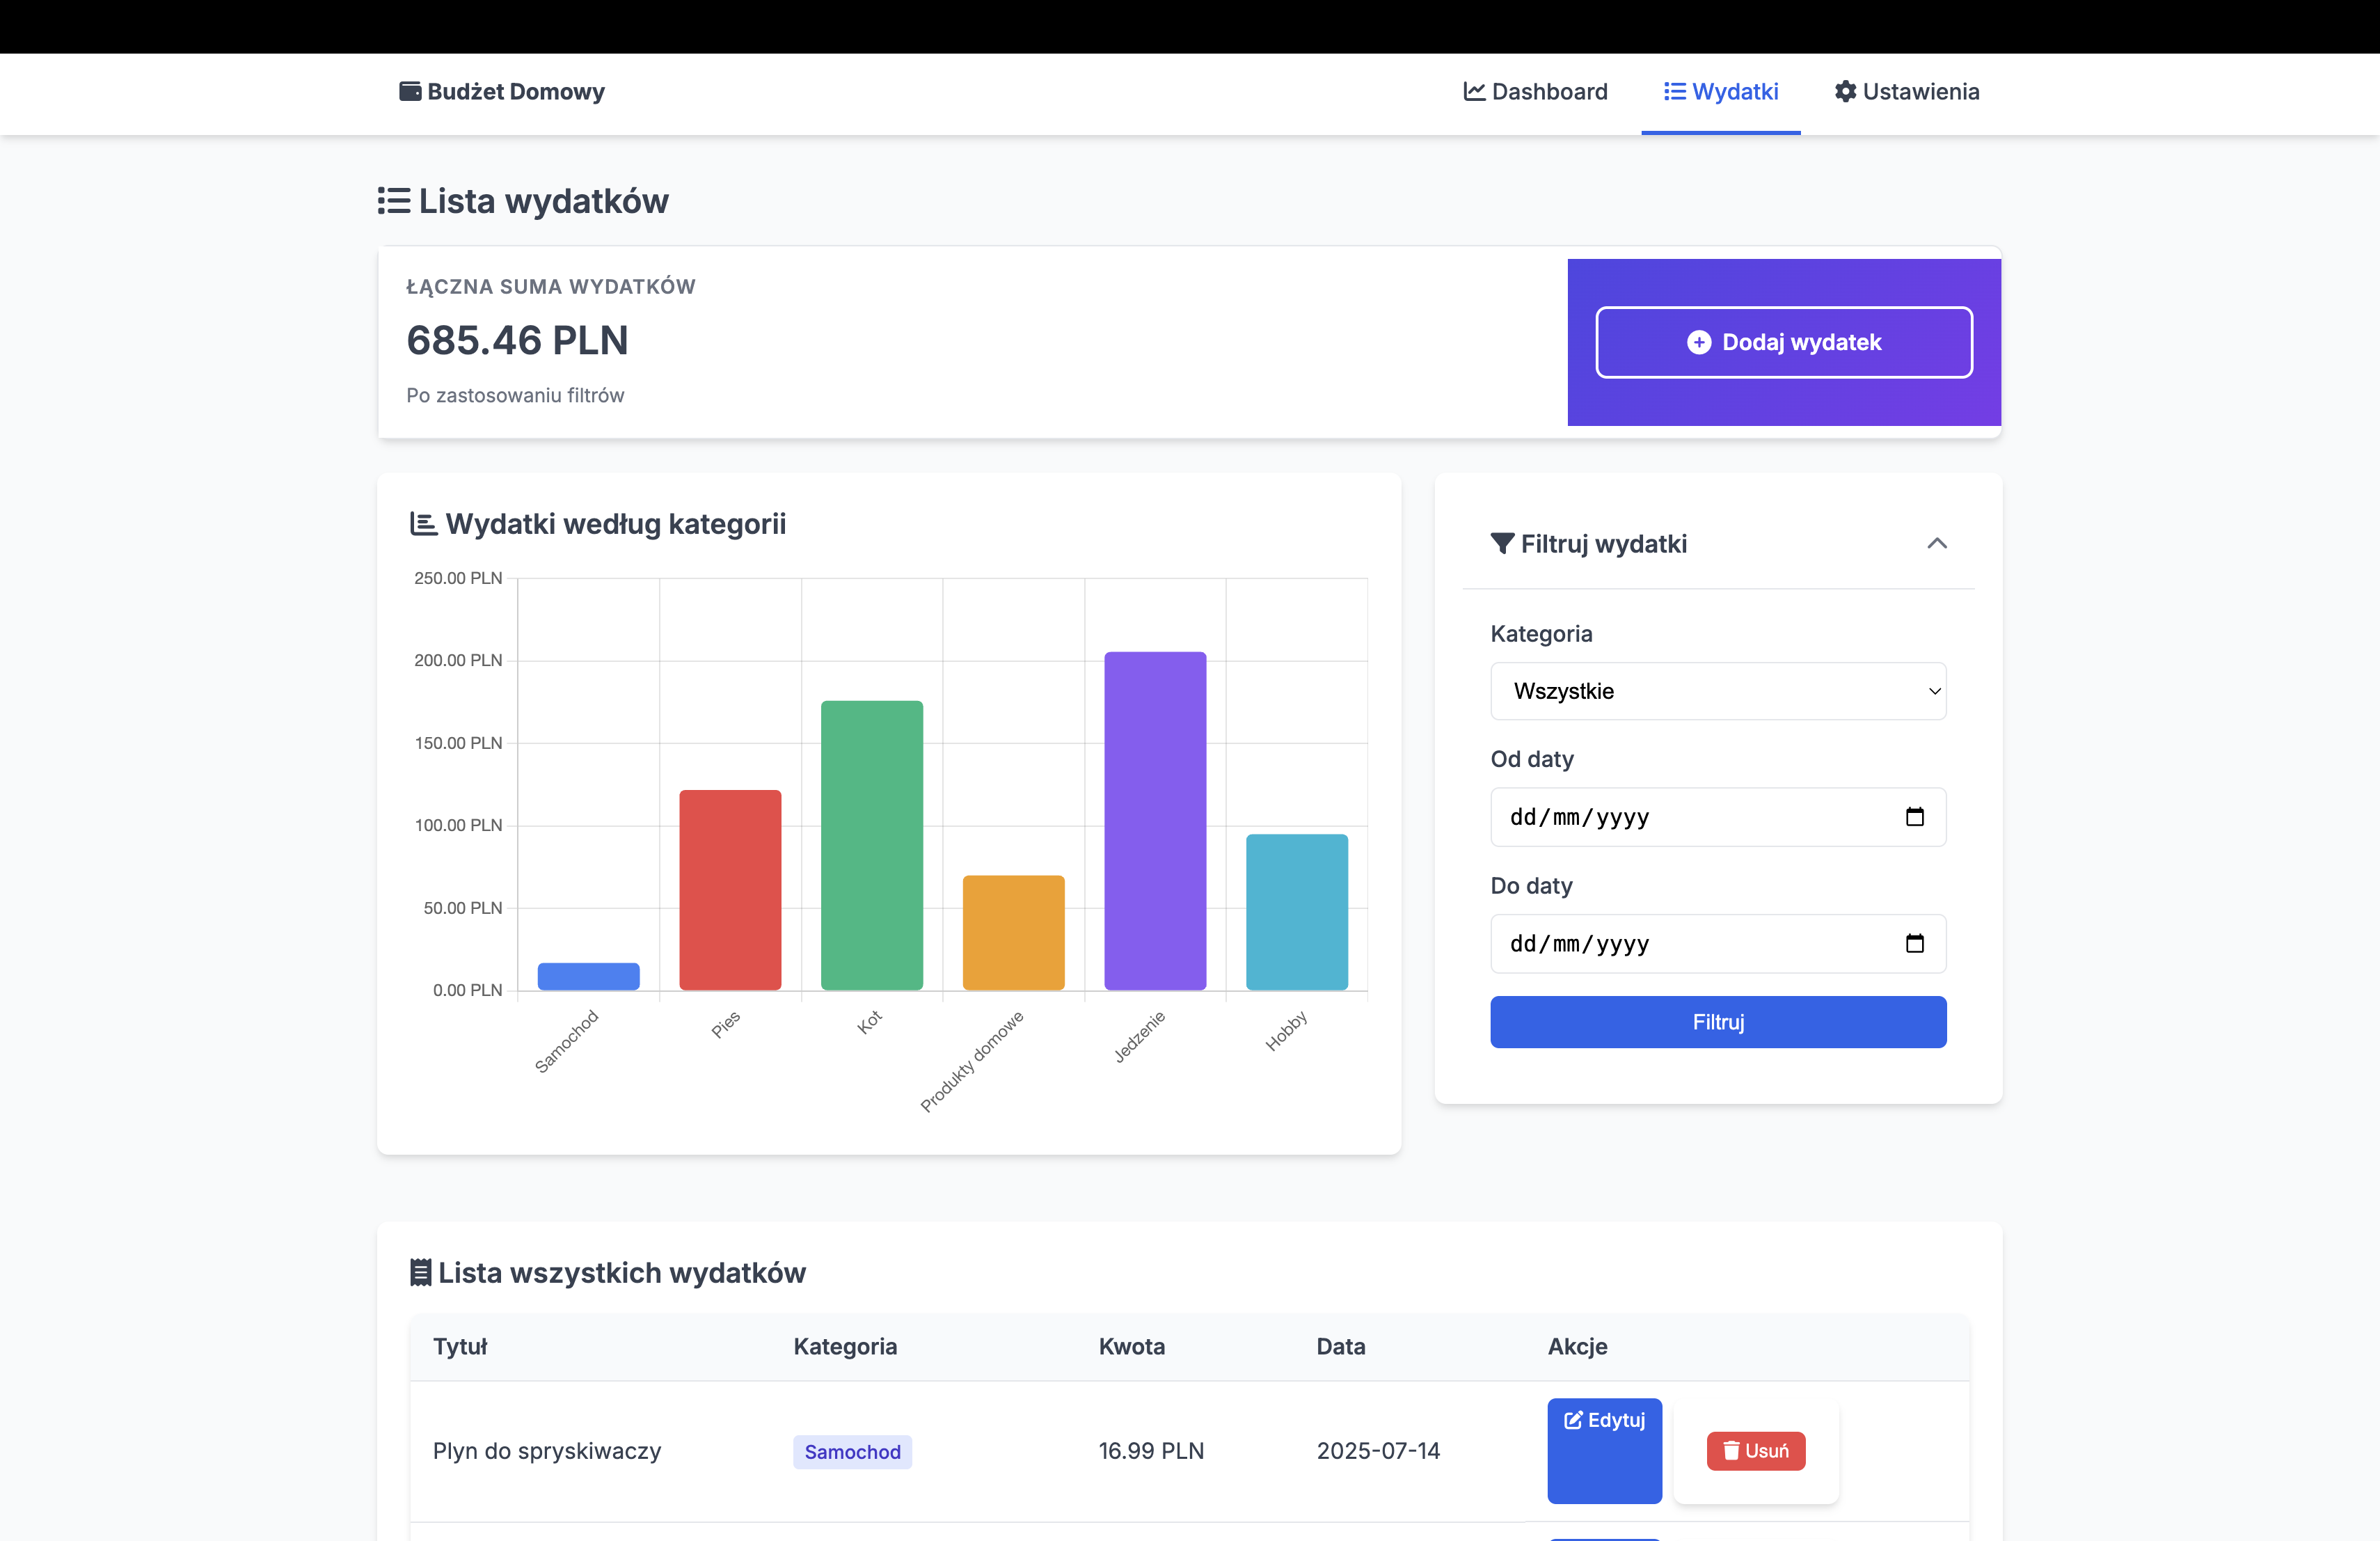 Budżet Domowy
Dashboard
Wydatki
Ustawienia
Lista wydatków
ŁĄCZNA SUMA WYDATKÓW
685.46 PLN
Po zastosowaniu filtrów
Dodaj wydatek
Wydatki według kategorii
250.00 PLN
200.00 PLN
150.00 PLN
100.00 PLN
50.00 PLN
0.00 PLN
Samochod
Pies
Kot
Produkty domowe
Jedzenie
Hobby
Filtruj wydatki
Kategoria
Wszystkie
Od daty
dd/mm/yyyy
Do daty
dd/mm/yyyy
Filtruj
Lista wszystkich wydatków
Tytuł Kategoria Kwota Data Akcje
Plyn do spryskiwaczy Samochod 16.99 PLN 2025-07-14 Edytuj Usuń